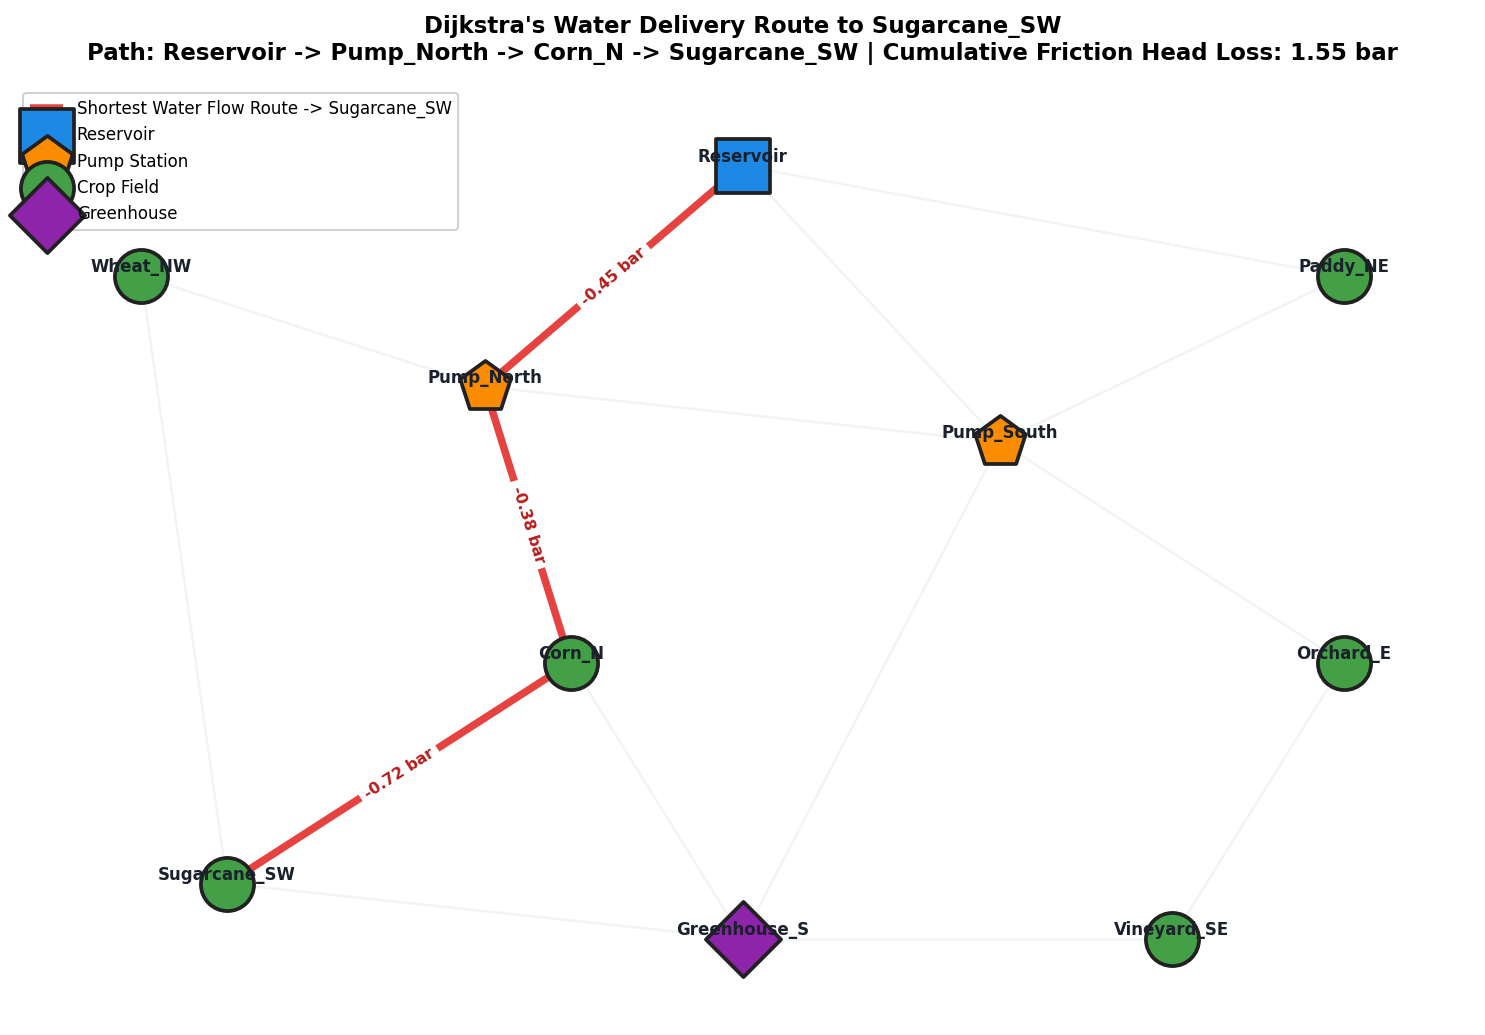 Dijkstra's Water Delivery Route to Sugarcane_SW
Path: Reservoir -> Pump_North -> Corn_N -> Sugarcane_SW | Cumulative Friction Head Loss: 1.55 bar
Shortest Water Flow Route -> Sugarcane_SW
Reservoir
Pump Station
Crop Field
Greenhouse
Reservoir
Wheat_NW
Paddy_NE
-0.45 bar
Pump_North
Pump_South
-0.38 bar
Corn_N
Orchard_E
-0.72 bar
Sugarcane_SW
Greenhouse_S
Vineyard_SE